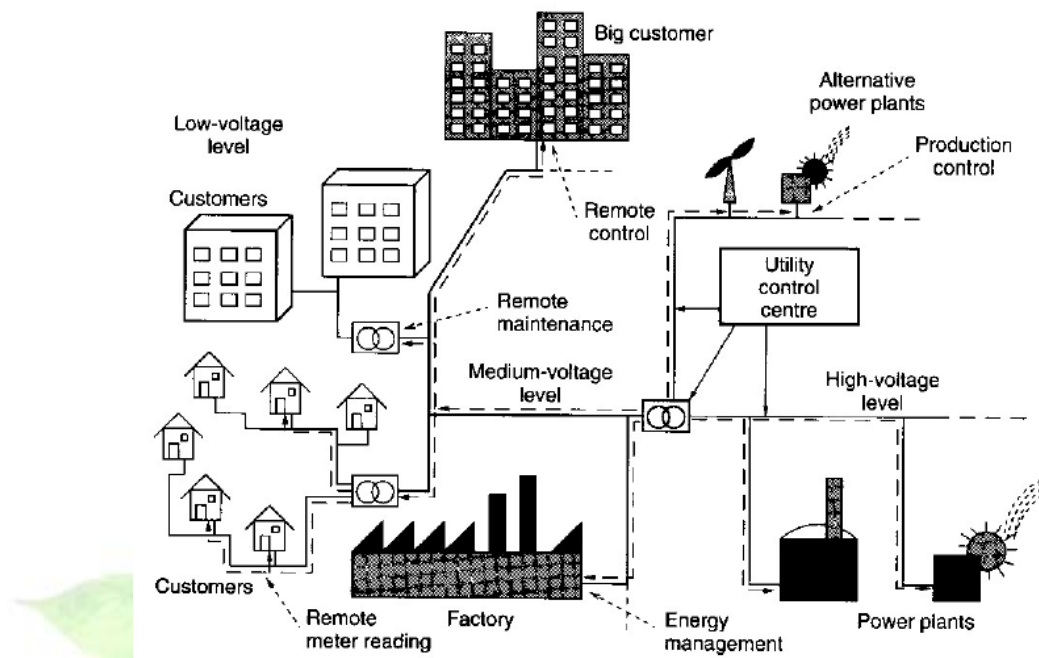 Big customer
Alternative
power plants
Low-voltage
level
Production
control
Customers
Remote
control
Utility
control
centre
Remote
maintenance
Medium-voltage
level
High-voltage
level
Customers
Remote
meter reading
Factory
Energy
management
Power plants